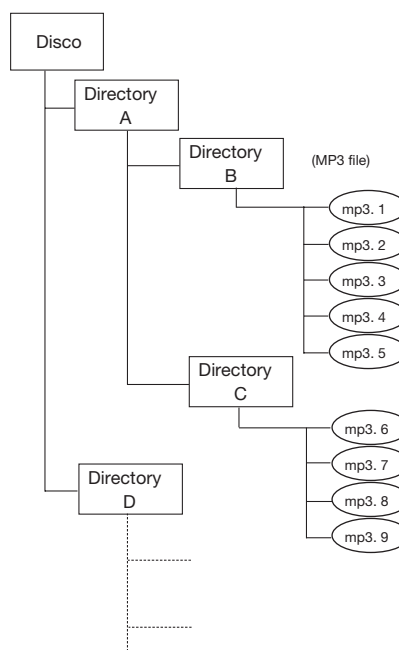 Disco
Directory
A
Directory
B
(MP3 file)
mp3. 1
mp3. 2
mp3. 3
mp3. 4
mp3. 5
Directory
C
mp3. 6
mp3. 7
mp3. 8
mp3. 9
Directory
D